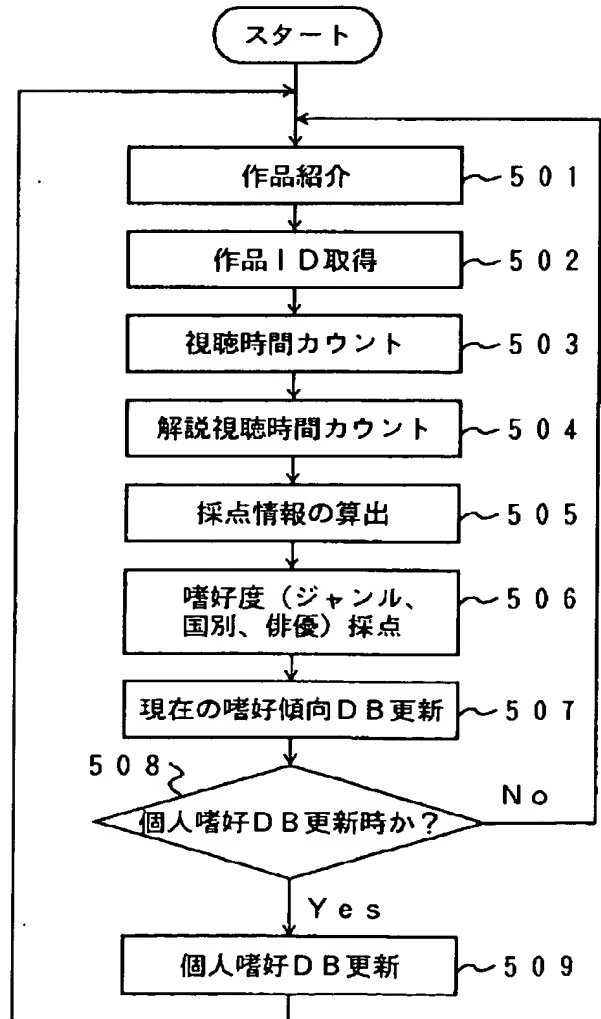 スタート
作品紹介
501
作品ID取得
502
視聴時間カウント
503
解説視聴時間カウント
504
採点情報の算出
505
嗜好度(ジャンル、
国別、俳優)採点
506
現在の嗜好傾向DB更新
507
508
個人嗜好DB更新時か?
No
Yes
個人嗜好DB更新
509